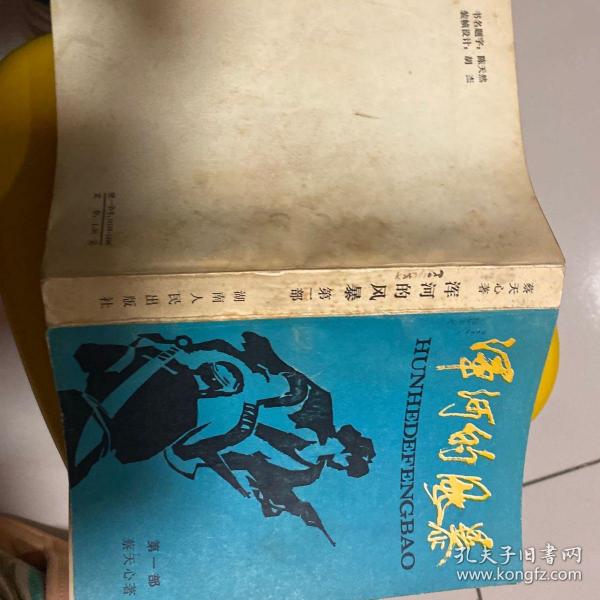 书名题字：陈天然
装帧设计：胡 杰
蔡天心著
浑河的风暴 第一部
湖南人民出版社
浑河的风暴
HUNHEDEFENGBAO
第一部
蔡天心著
孔夫子旧书网
www.kongfz.com